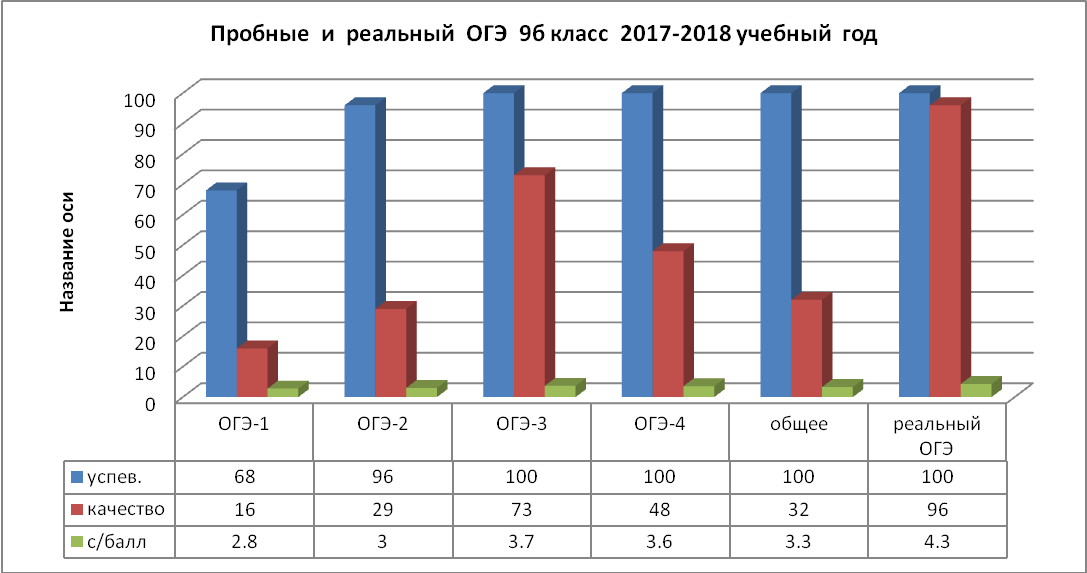 Пробные и реальный ОГЭ 9б класс 2017-2018 учебный год
Название оси
100
90
80
70
60
50
40
30
20
10
0
ОГЭ-1 ОГЭ-2 ОГЭ-3 ОГЭ-4 общее реальный
ОГЭ
успев. 68 96 100 100 100 100
качество 16 29 73 48 32 96
с/балл 2.8 3 3.7 3.6 3.3 4.3